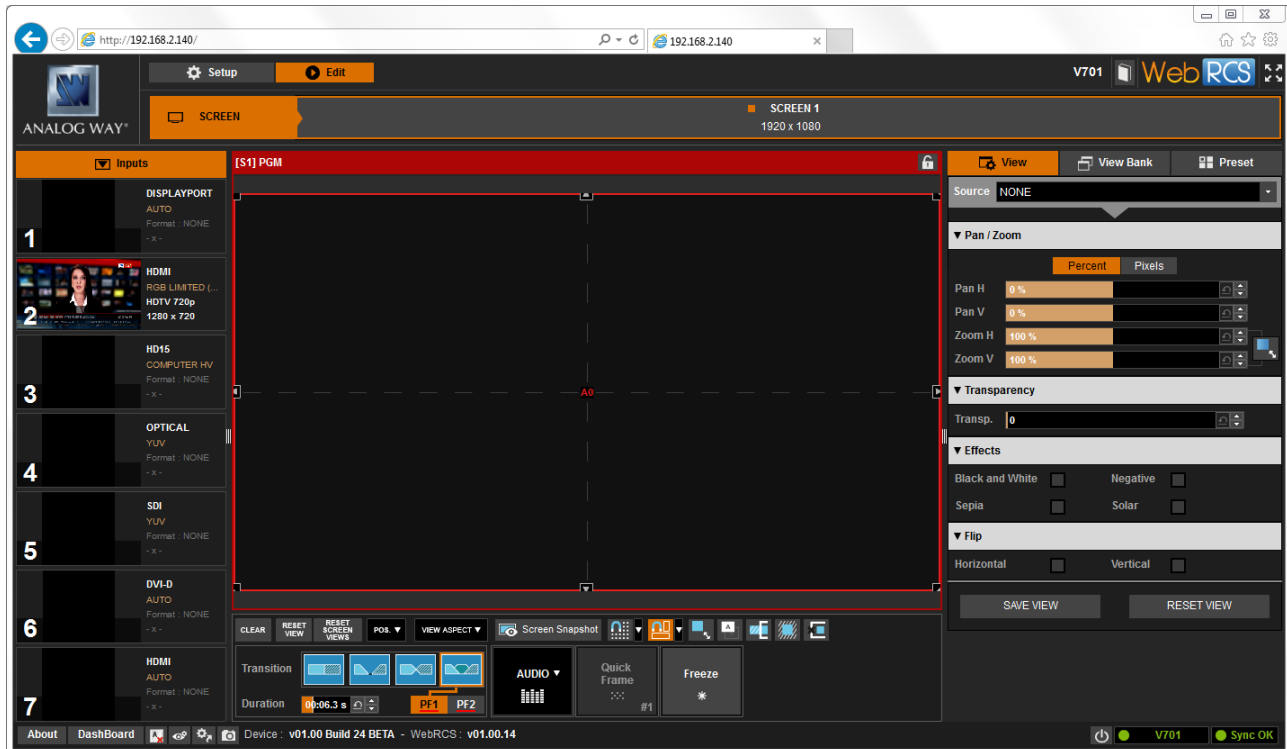 http://192.168.2.140/
192.168.2.140
ANALOG WAY®
Setup
Edit
V701
WebRCS
SCREEN
SCREEN 1
1920 x 1080
Inputs
1
DISPLAYPORT
AUTO
Format : NONE
- x -
2
HDMI
RGB LIMITED (...
HDTV 720p
1280 x 720
3
HD15
COMPUTER HV
Format : NONE
- x -
4
OPTICAL
YUV
Format : NONE
- x -
5
SDI
YUV
Format : NONE
- x -
6
DVI-D
AUTO
Format : NONE
- x -
7
HDMI
AUTO
Format : NONE
- x -
[S1] PGM
A0
CLEAR
RESET VIEW
RESET SCREEN VIEWS
POS. ▼
VIEW ASPECT ▼
Screen Snapshot
A
Transition
Duration
00:06.3 s
PF1
PF2
AUDIO ▼
Quick Frame
#1
Freeze
View
View Bank
Preset
Source
NONE
▼ Pan / Zoom
Percent
Pixels
Pan H
0 %
Pan V
0 %
Zoom H
100 %
Zoom V
100 %
▼ Transparency
Transp.
0
▼ Effects
Black and White
Negative
Sepia
Solar
▼ Flip
Horizontal
Vertical
SAVE VIEW
RESET VIEW
About
DashBoard
Device : v01.00 Build 24 BETA - WebRCS : v01.00.14
V701
Sync OK